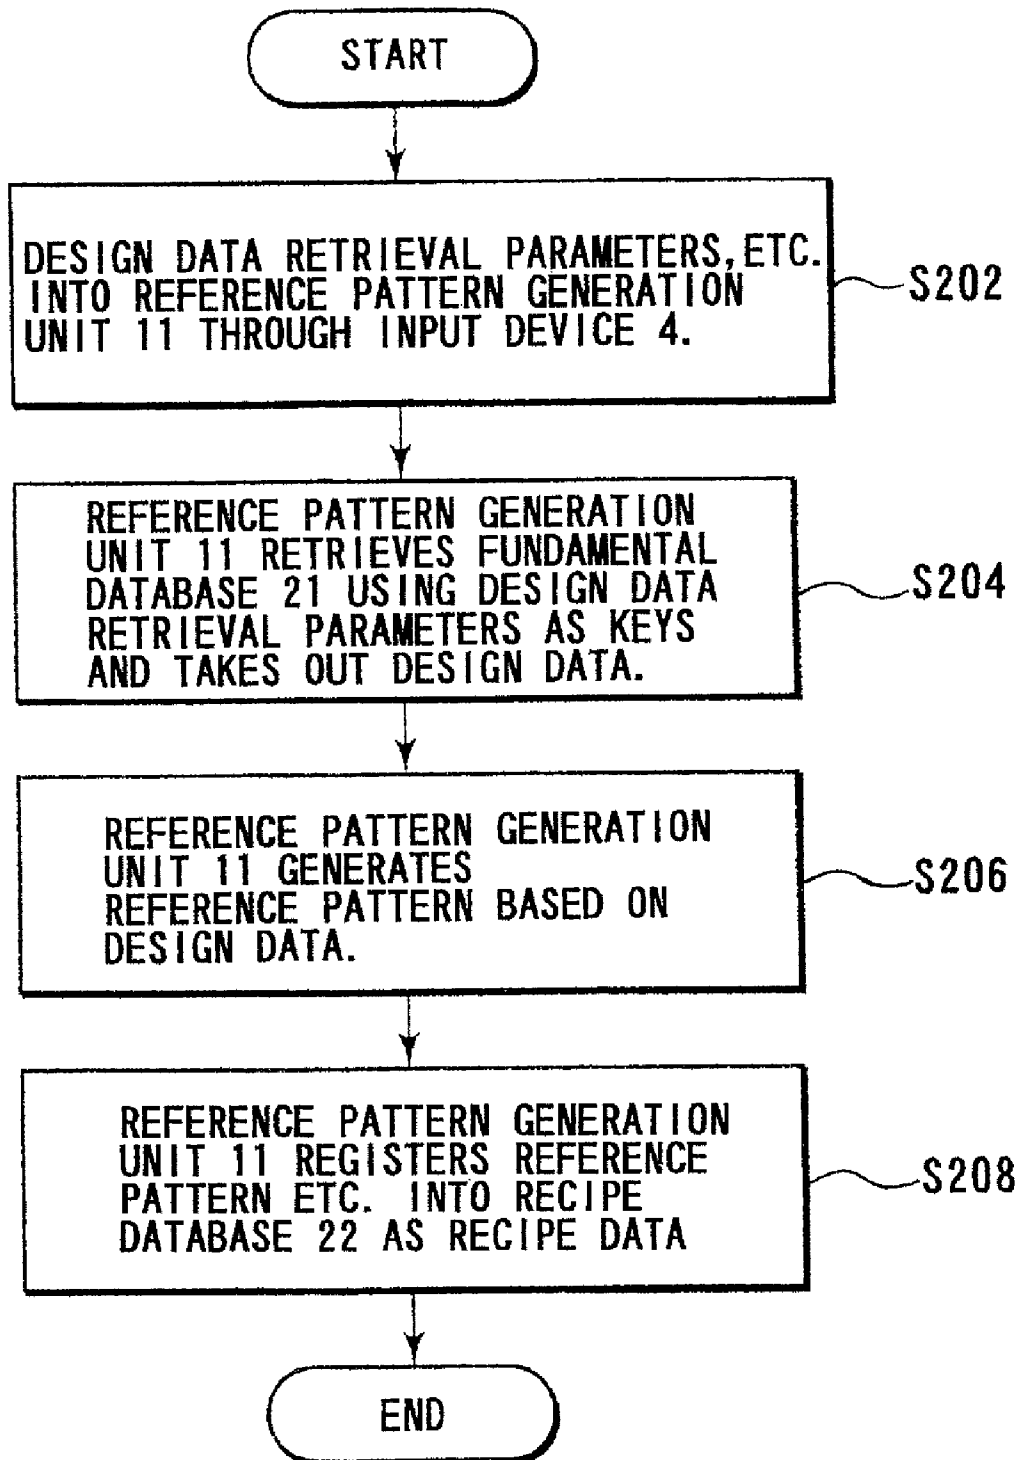 START
DESIGN DATA RETRIEVAL PARAMETERS, ETC.
INTO REFERENCE PATTERN GENERATION
UNIT 11 THROUGH INPUT DEVICE 4.
S202
REFERENCE PATTERN GENERATION
UNIT 11 RETRIEVES FUNDAMENTAL
DATABASE 21 USING DESIGN DATA
RETRIEVAL PARAMETERS AS KEYS
AND TAKES OUT DESIGN DATA.
S204
REFERENCE PATTERN GENERATION
UNIT 11 GENERATES
REFERENCE PATTERN BASED ON
DESIGN DATA.
S206
REFERENCE PATTERN GENERATION
UNIT 11 REGISTERS REFERENCE
PATTERN ETC. INTO RECIPE
DATABASE 22 AS RECIPE DATA
S208
END